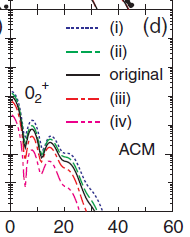 (d)
(i)
(ii)
original
0₂⁺
(iii)
(iv)
ACM
0 20 40 60